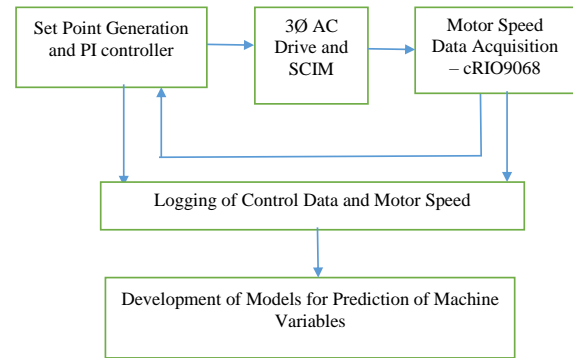 Set Point Generation
and PI controller
3Ø AC
Drive and
SCIM
Motor Speed
Data Acquisition
– cRIO9068
Logging of Control Data and Motor Speed
Development of Models for Prediction of Machine
Variables